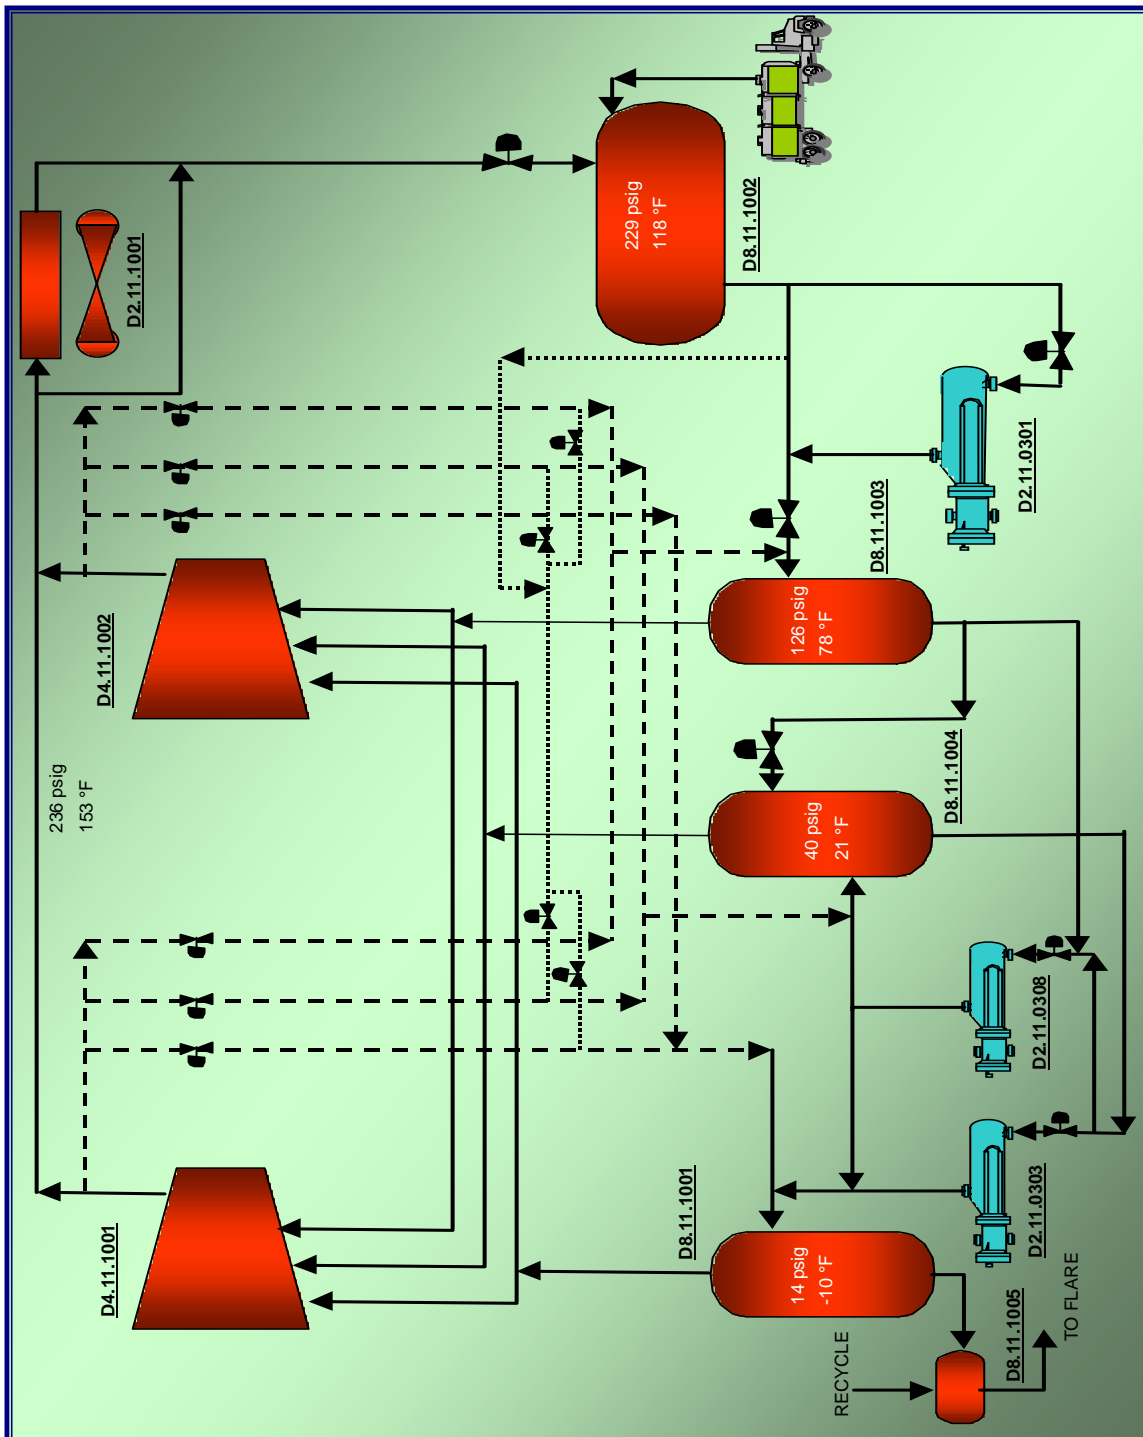 D2.11.1001
229 psig
118 °F
D8.11.1002
D2.11.0301
D8.11.1003
126 psig
78 °F
D4.11.1002
236 psig
153 °F
D8.11.1004
40 psig
21 °F
D2.11.0308
D2.11.0303
D4.11.1001
D8.11.1001
14 psig
-10 °F
RECYCLE
D8.11.1005
TO FLARE